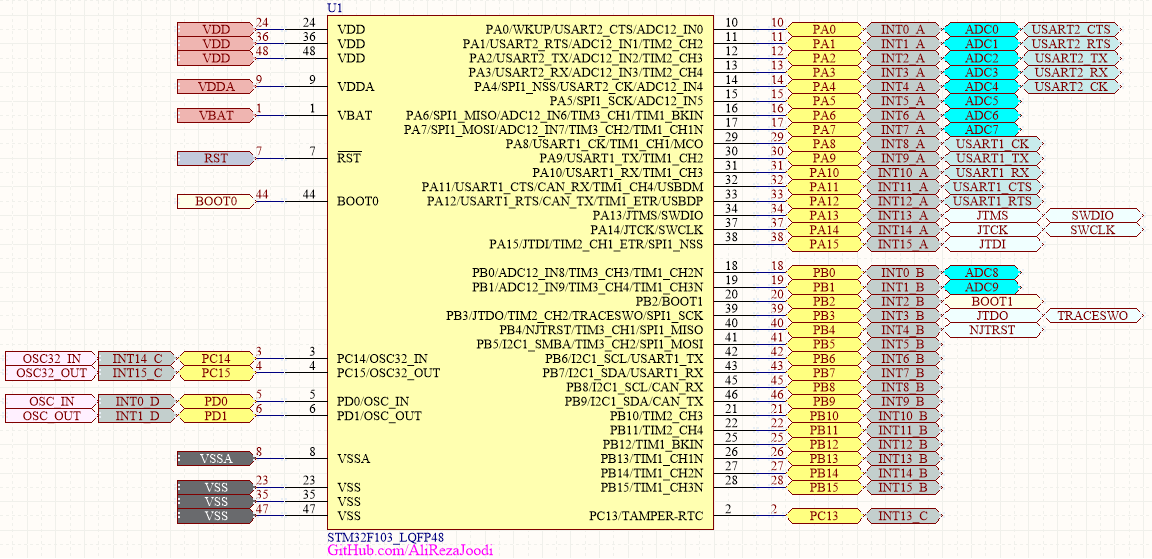 U1
VDD 24 24 VDD PA0/WKUP/USART2_CTS/ADC12_IN0 10 10 PA0 INT0_A ADC0 USART2_CTS
VDD 36 36 VDD PA1/USART2_RTS/ADC12_IN1/TIM2_CH2 11 11 PA1 INT1_A ADC1 USART2_RTS
VDD 48 48 VDD PA2/USART2_TX/ADC12_IN2/TIM2_CH3 12 12 PA2 INT2_A ADC2 USART2_TX
PA3/USART2_RX/ADC12_IN3/TIM2_CH4 13 13 PA3 INT3_A ADC3 USART2_RX
VDDA 9 9 VDDA PA4/SPI1_NSS/USART2_CK/ADC12_IN4 14 14 PA4 INT4_A ADC4 USART2_CK
PA5/SPI1_SCK/ADC12_IN5 15 15 PA5 INT5_A ADC5
VBAT 1 1 VBAT PA6/SPI1_MISO/ADC12_IN6/TIM3_CH1/TIM1_BKIN 16 16 PA6 INT6_A ADC6
PA7/SPI1_MOSI/ADC12_IN7/TIM3_CH2/TIM1_CH1N 17 17 PA7 INT7_A ADC7
PA8/USART1_CK/TIM1_CH1/MCO 29 29 PA8 INT8_A USART1_CK
RST 7 7 RST PA9/USART1_TX/TIM1_CH2 30 30 PA9 INT9_A USART1_TX
PA10/USART1_RX/TIM1_CH3 31 31 PA10 INT10_A USART1_RX
PA11/USART1_CTS/CAN_RX/TIM1_CH4/USBDM 32 32 PA11 INT11_A USART1_CTS
BOOT0 44 44 BOOT0 PA12/USART1_RTS/CAN_TX/TIM1_ETR/USBDP 33 33 PA12 INT12_A USART1_RTS
PA13/JTMS/SWDIO 34 34 PA13 INT13_A JTMS SWDIO
PA14/JTCK/SWCLK 37 37 PA14 INT14_A JTCK SWCLK
PA15/JTDI/TIM2_CH1_ETR/SPI1_NSS 38 38 PA15 INT15_A JTDI
PB0/ADC12_IN8/TIM3_CH3/TIM1_CH2N 18 18 PB0 INT0_B ADC8
PB1/ADC12_IN9/TIM3_CH4/TIM1_CH3N 19 19 PB1 INT1_B ADC9
PB2/BOOT1 20 20 PB2 INT2_B BOOT1
PB3/JTDO/TIM2_CH2/TRACESWO/SPI1_SCK 39 39 PB3 INT3_B JTDO TRACESWO
PB4/NJTRST/TIM3_CH1/SPI1_MISO 40 40 PB4 INT4_B NJTRST
PB5/I2C1_SMBA/TIM3_CH2/SPI1_MOSI 41 41 PB5 INT5_B
OSC32_IN INT14_C PC14 3 3 PC14/OSC32_IN PB6/I2C1_SCL/USART1_TX 42 42 PB6 INT6_B
OSC32_OUT INT15_C PC15 4 4 PC15/OSC32_OUT PB7/I2C1_SDA/USART1_RX 43 43 PB7 INT7_B
PB8/I2C1_SCL/CAN_RX 45 45 PB8 INT8_B
OSC_IN INT0_D PD0 5 5 PD0/OSC_IN PB9/I2C1_SDA/CAN_TX 46 46 PB9 INT9_B
OSC_OUT INT1_D PD1 6 6 PD1/OSC_OUT PB10/TIM2_CH3 21 21 PB10 INT10_B
PB11/TIM2_CH4 22 22 PB11 INT11_B
PB12/TIM1_BKIN 25 25 PB12 INT12_B
VSSA 8 8 VSSA PB13/TIM1_CH1N 26 26 PB13 INT13_B
PB14/TIM1_CH2N 27 27 PB14 INT14_B
VSS 23 23 VSS PB15/TIM1_CH3N 28 28 PB15 INT15_B
VSS 35 35 VSS
VSS 47 47 VSS PC13/TAMPER-RTC 2 2 PC13 INT13_C
STM32F103_LQFP48
GitHub.com/AliRezaJoodi